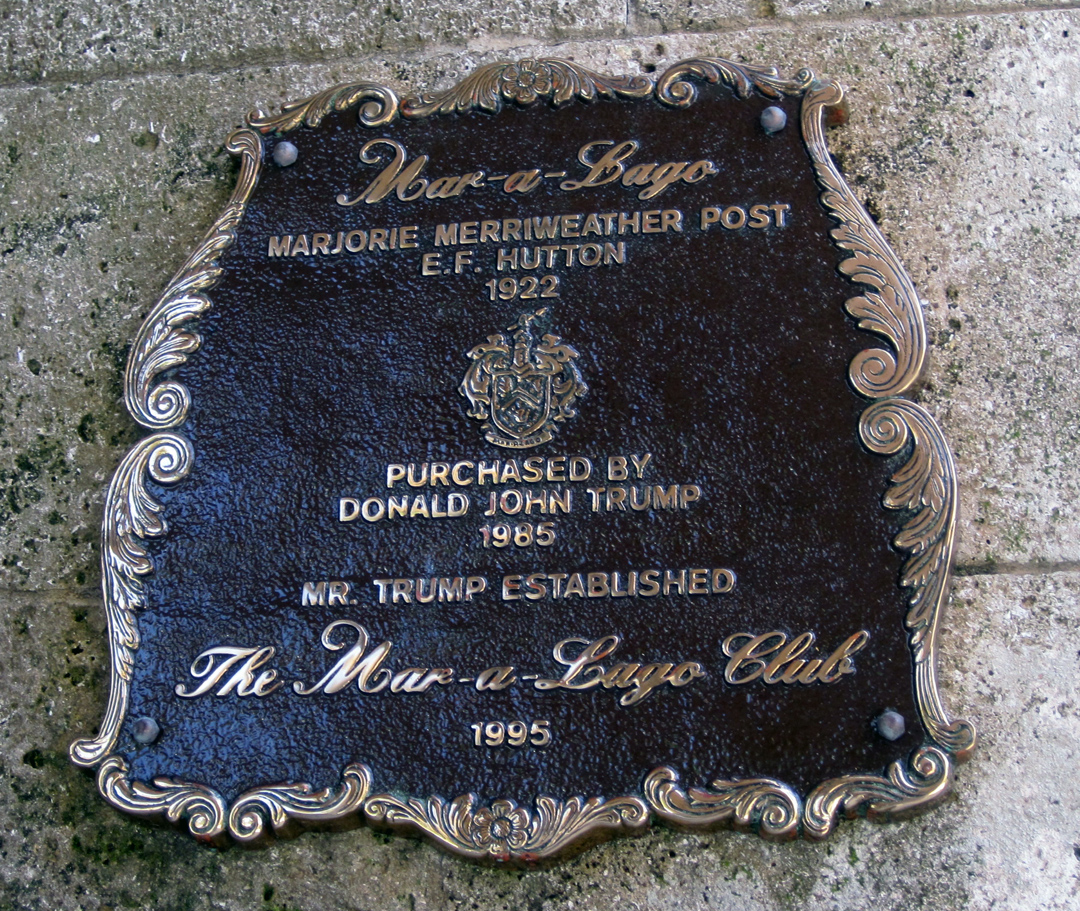 Mar-a-Lago
MARJORIE MERRIWEATHER POST
E.F. HUTTON
1922
PURCHASED BY
DONALD JOHN TRUMP
1985
MR. TRUMP ESTABLISHED
The Mar-a-Lago Club
1995